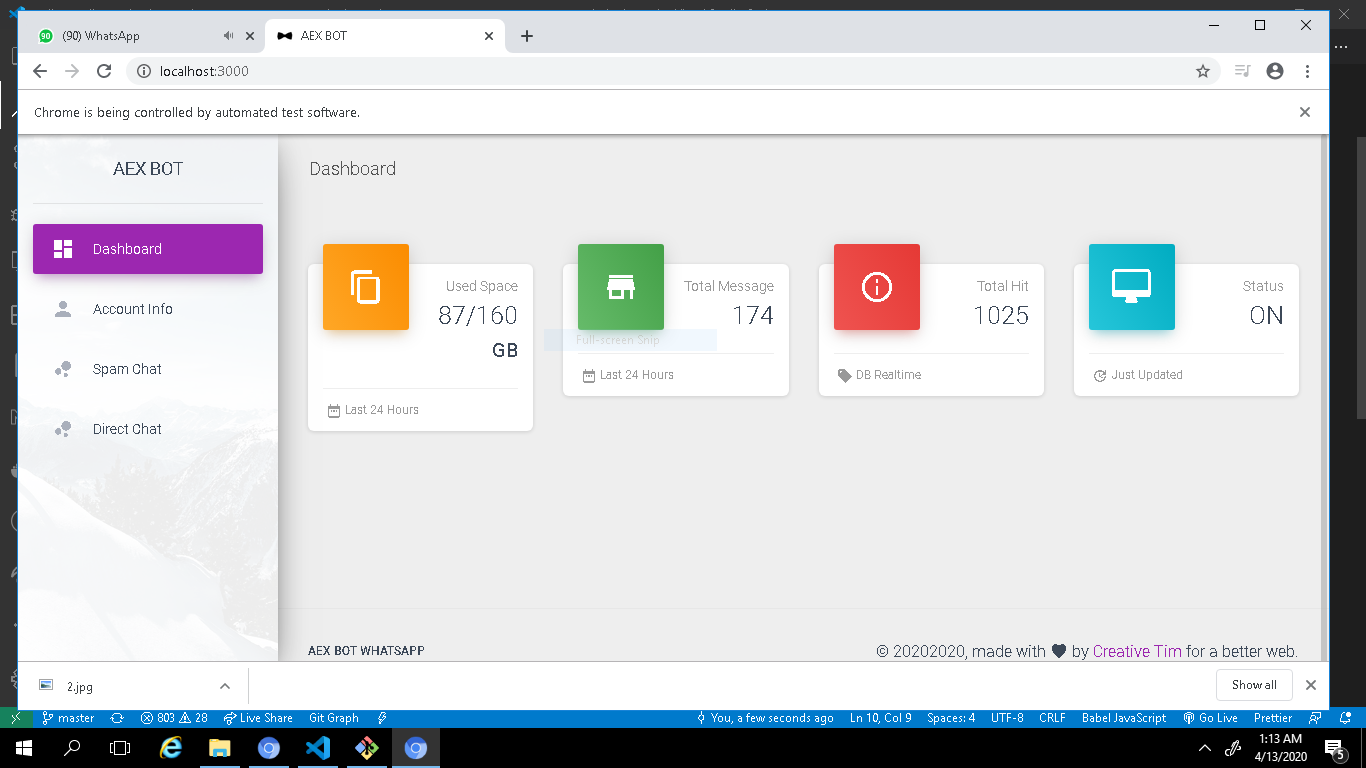 90 (90) WhatsApp
AEX BOT
localhost:3000
Chrome is being controlled by automated test software.
AEX BOT
Dashboard
Account Info
Spam Chat
Direct Chat
Dashboard
Used Space
87/160
GB
Last 24 Hours
Total Message
174
Full-screen Snip
Last 24 Hours
Total Hit
1025
DB Realtime
Status
ON
Just Updated
AEX BOT WHATSAPP
© 20202020, made with by Creative Tim for a better web.
2.jpg
Show all
master 803 28 Live Share Git Graph You, a few seconds ago Ln 10, Col 9 Spaces: 4 UTF-8 CRLF Babel JavaScript Go Live Prettier
1:13 AM
4/13/2020
5